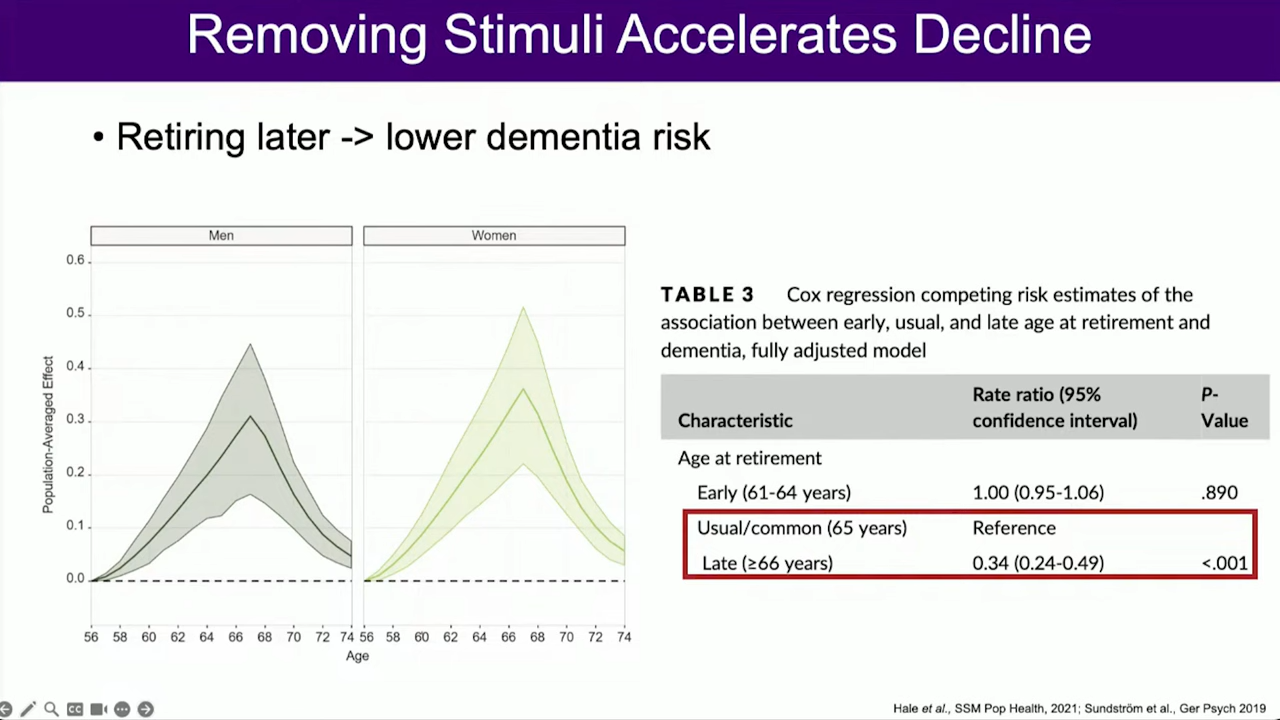 Removing Stimuli Accelerates Decline
• Retiring later -> lower dementia risk
Men
Women
Population-Averaged Effect
0.6
0.5
0.4
0.3
0.2
0.1
0.0
56 58 60 62 64 66 68 70 72 74
56 58 60 62 64 66 68 70 72 74
Age
TABLE 3 Cox regression competing risk estimates of the
association between early, usual, and late age at retirement and
dementia, fully adjusted model
Characteristic
Rate ratio (95%
confidence interval)
P-
Value
Age at retirement
Early (61-64 years) 1.00 (0.95-1.06) .890
Usual/common (65 years) Reference
Late (≥66 years) 0.34 (0.24-0.49) <.001
CC
Hale et al., SSM Pop Health, 2021; Sundström et al., Ger Psych 2019